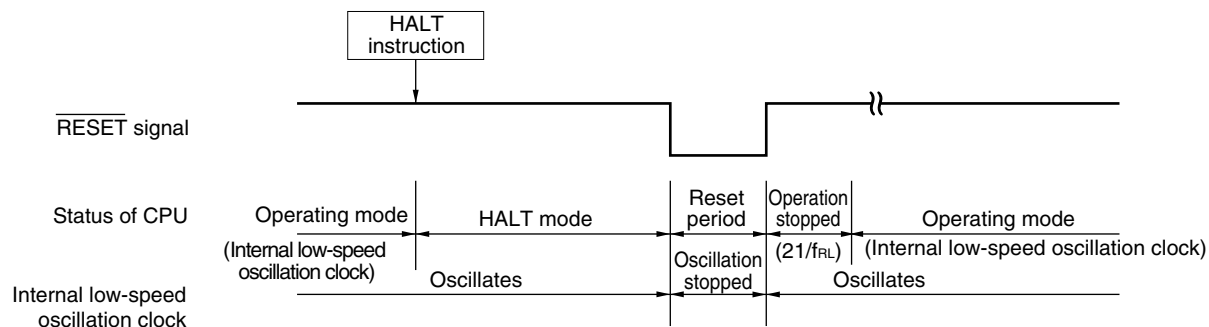 HALT
instruction
RESET signal
Status of CPU
Operating mode
(Internal low-speed
oscillation clock)
HALT mode
Reset
period
Operation
stopped
(21/fRL)
Operating mode
(Internal low-speed oscillation clock)
Internal low-speed
oscillation clock
Oscillates
Oscillation
stopped
Oscillates